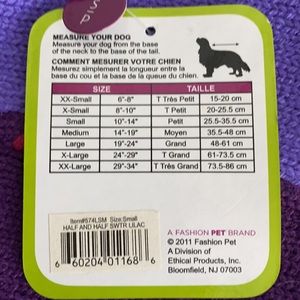 S
P
MEASURE YOUR DOG
Measure your dog from the base
of the neck to the base of the tail.
COMMENT MESURER VOTRE CHIEN
Mesurez simplement la longueur entre la
base du cou et la base de la queue du chien.
SIZE TAILLE
XX-Small 6"-8" T Très Petit 15-20 cm
X-Small 8"-10" T Petit 20-25.5 cm
Small 10"-14" Petit 25.5-35.5 cm
Medium 14"-19" Moyen 35.5-48 cm
Large 19"-24" Grand 48-61 cm
X-Large 24"-29" T Grand 61-73.5 cm
XX-Large 29"-34" T Très Grand 73.5-86 cm
Item#574LSM Size:Small
HALF AND HALF SWTR LILAC
6 60204 01168 6
A FASHION PET BRAND
© 2011 Fashion Pet
A Division of
Ethical Products, Inc.
Bloomfield, NJ 07003